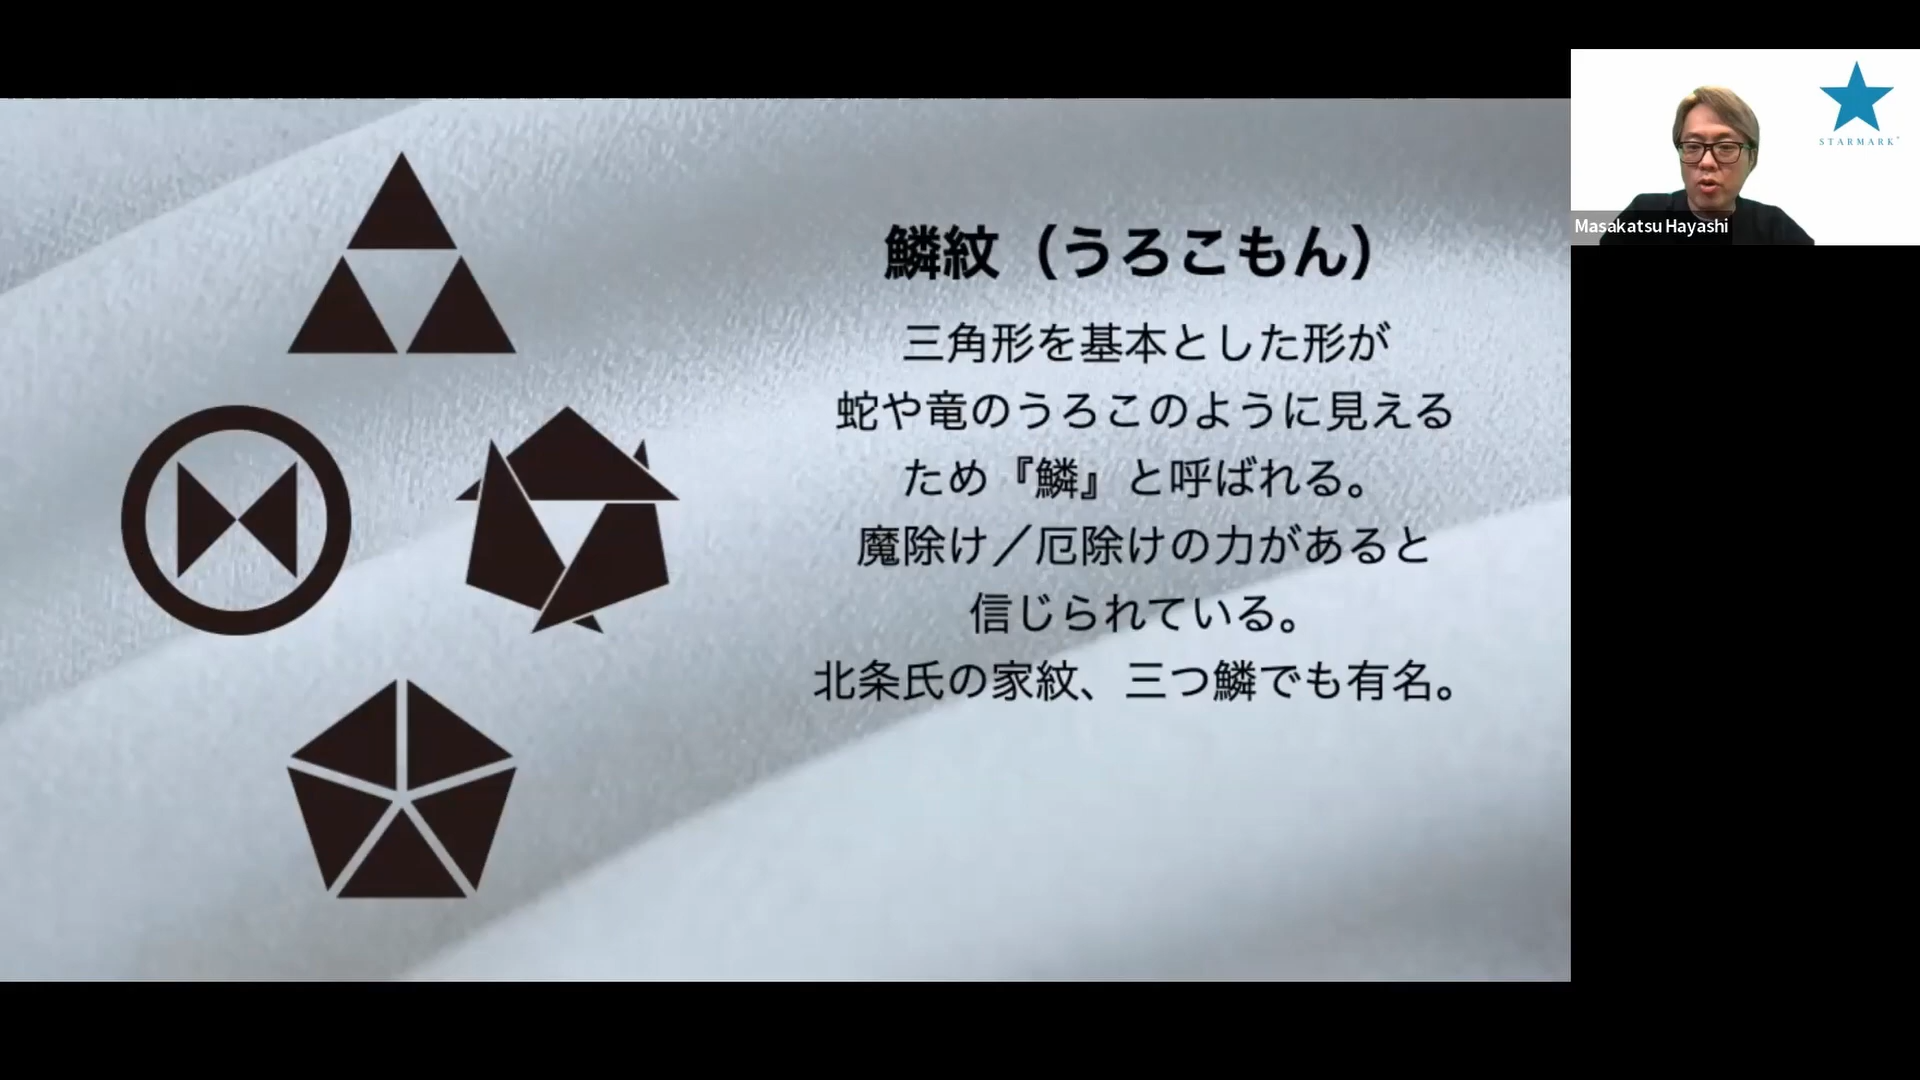 鱗紋（うろこもん）
三角形を基本とした形が
蛇や竜のうろこのように見える
ため『鱗』と呼ばれる。
魔除け／厄除けの力があると
信じられている。
北条氏の家紋、三つ鱗でも有名。
STARMARK
Masakatsu Hayashi